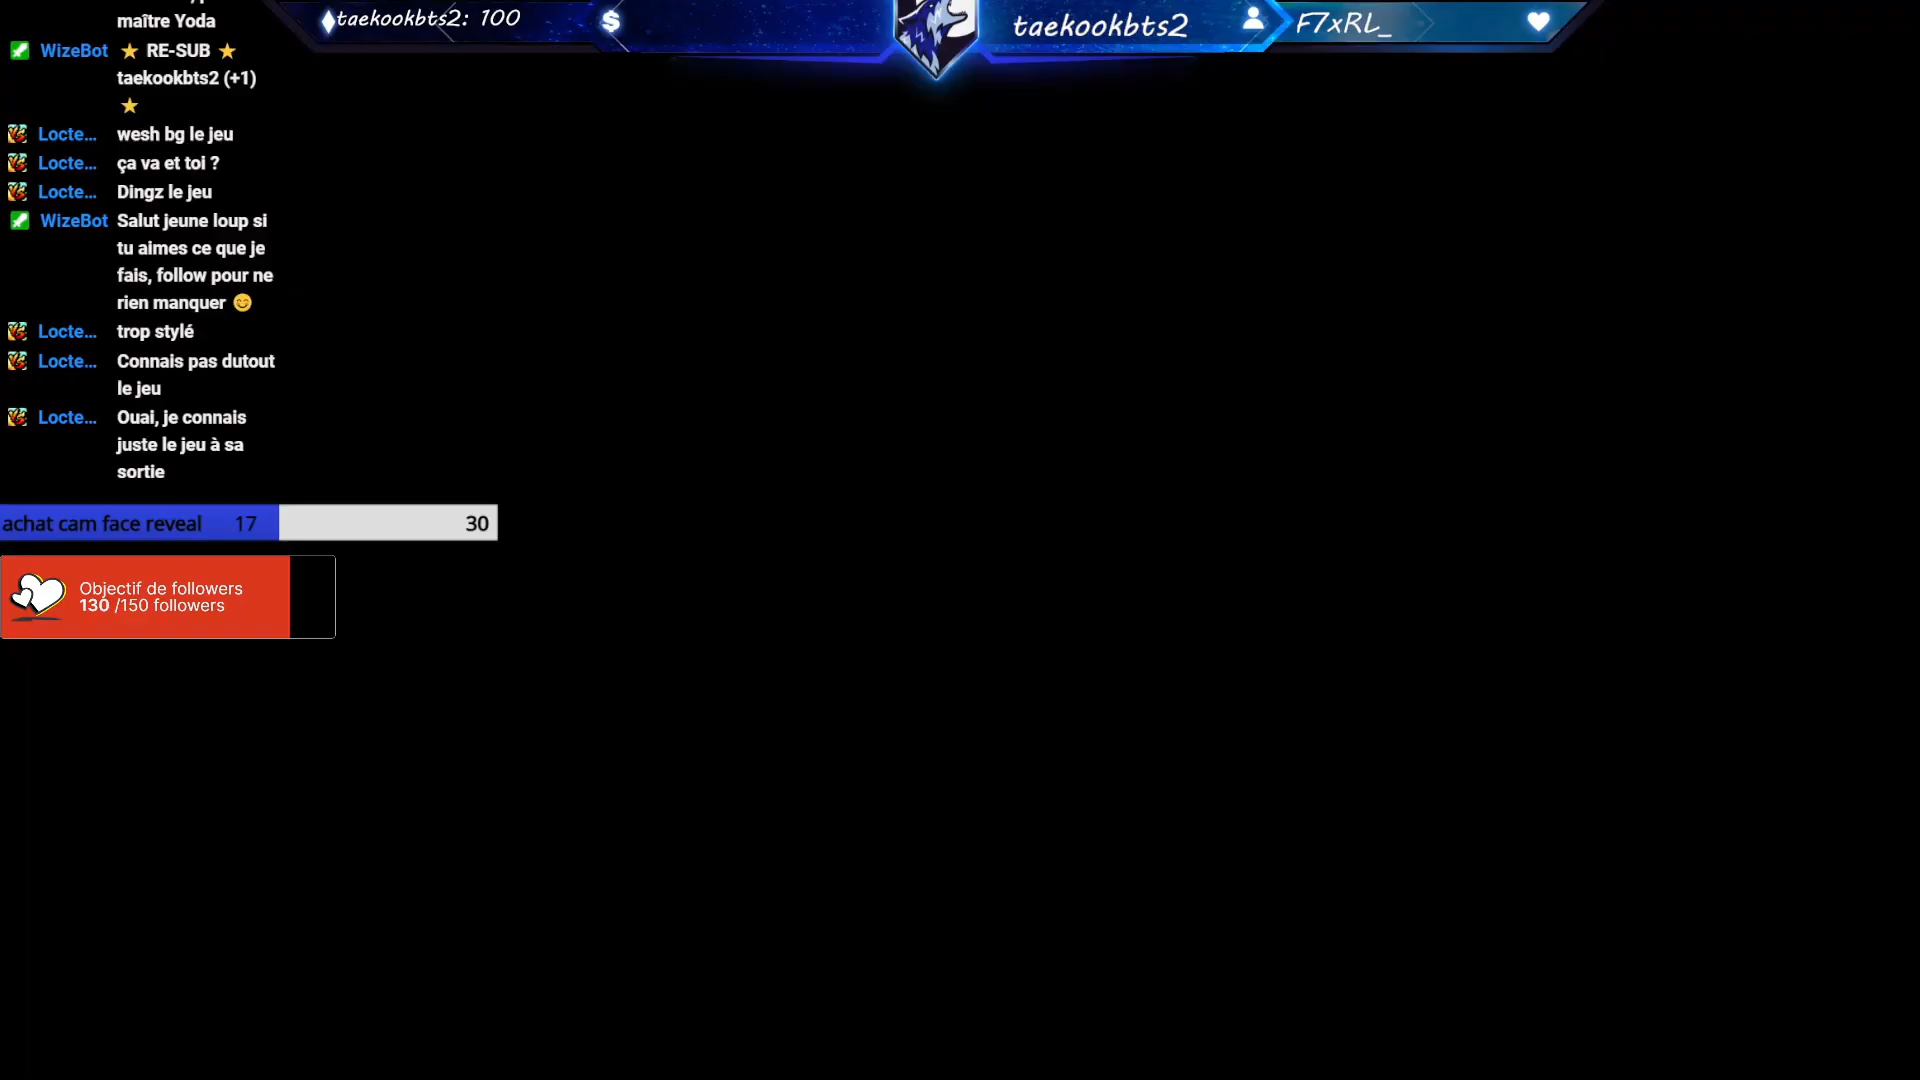 taekookbts2: 100
taekookbts2
F7xRL_
maître Yoda
WizeBot ⭐ RE-SUB ⭐
taekookbts2 (+1)
⭐
Locte... wesh bg le jeu
Locte... ça va et toi ?
Locte... Dingz le jeu
WizeBot Salut jeune loup si
tu aimes ce que je
fais, follow pour ne
rien manquer 😊
Locte... trop stylé
Locte... Connais pas dutout
le jeu
Locte... Ouai, je connais
juste le jeu à sa
sortie
achat cam face reveal 17 30
Objectif de followers
130 /150 followers